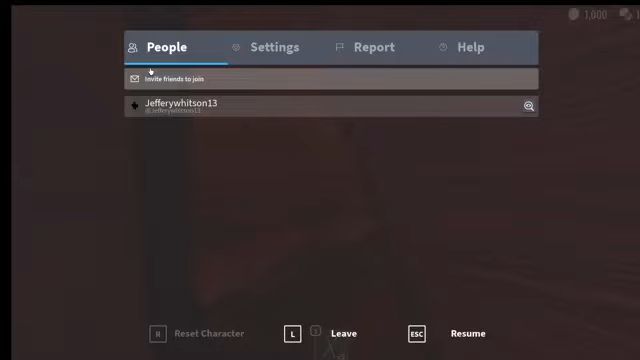 1,000
People
Settings
Report
Help
Invite friends to join
Jefferywhitson13
@Jefferywhitson13
R Reset Character
L Leave
ESC Resume